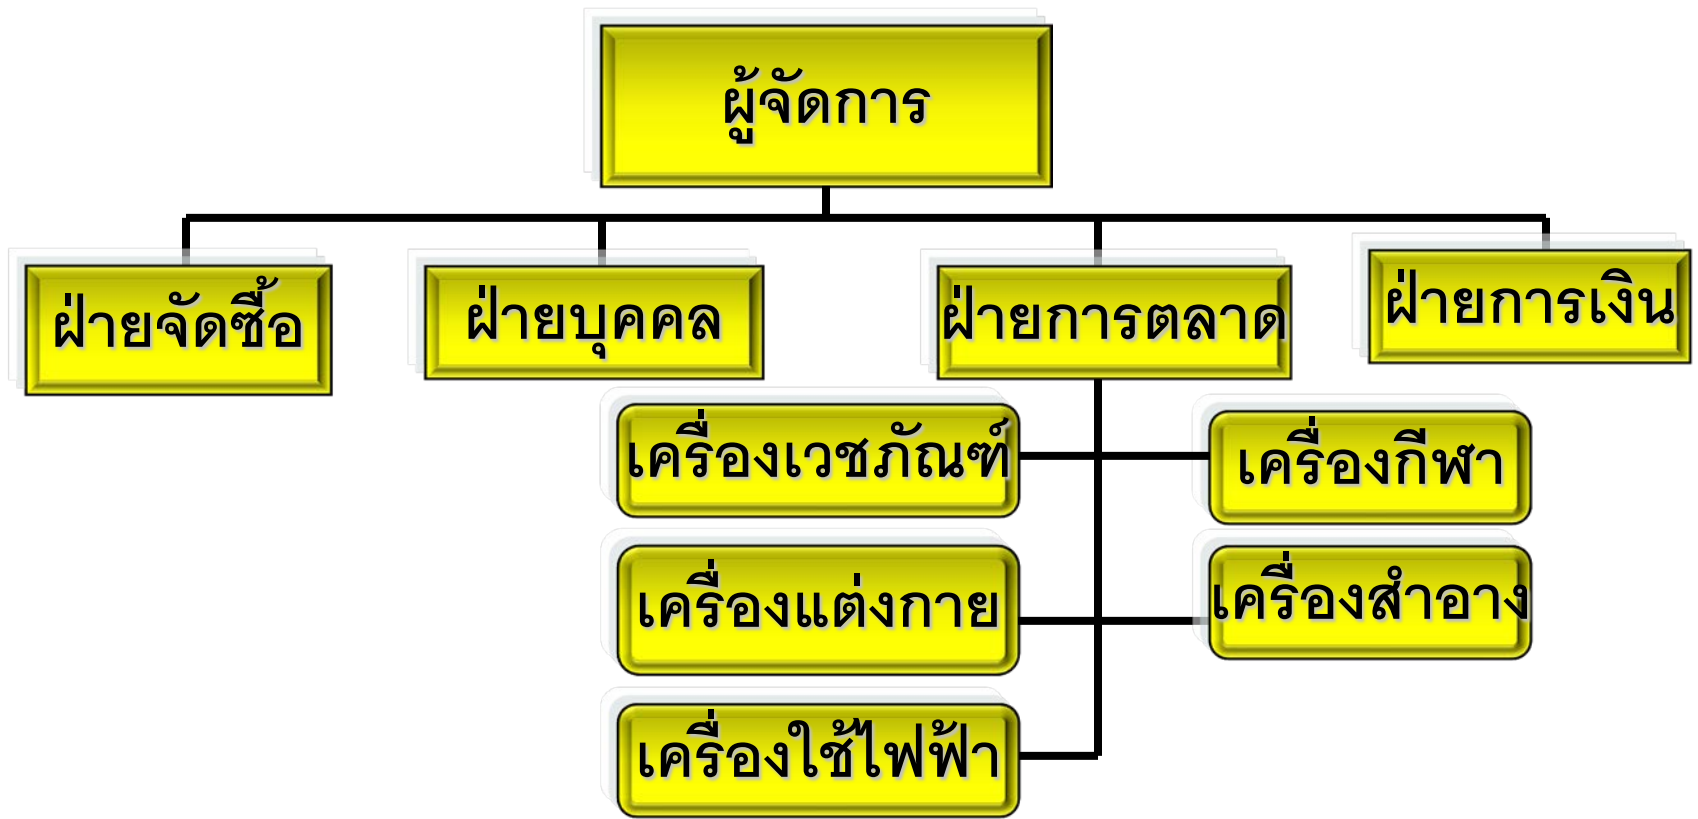 ผู้จัดการ
ฝ่ายจัดซื้อ
ฝ่ายบุคคล
ฝ่ายการตลาด
ฝ่ายการเงิน
เครื่องเวชภัณฑ์
เครื่องกีฬา
เครื่องแต่งกาย
เครื่องสำอาง
เครื่องใช้ไฟฟ้า